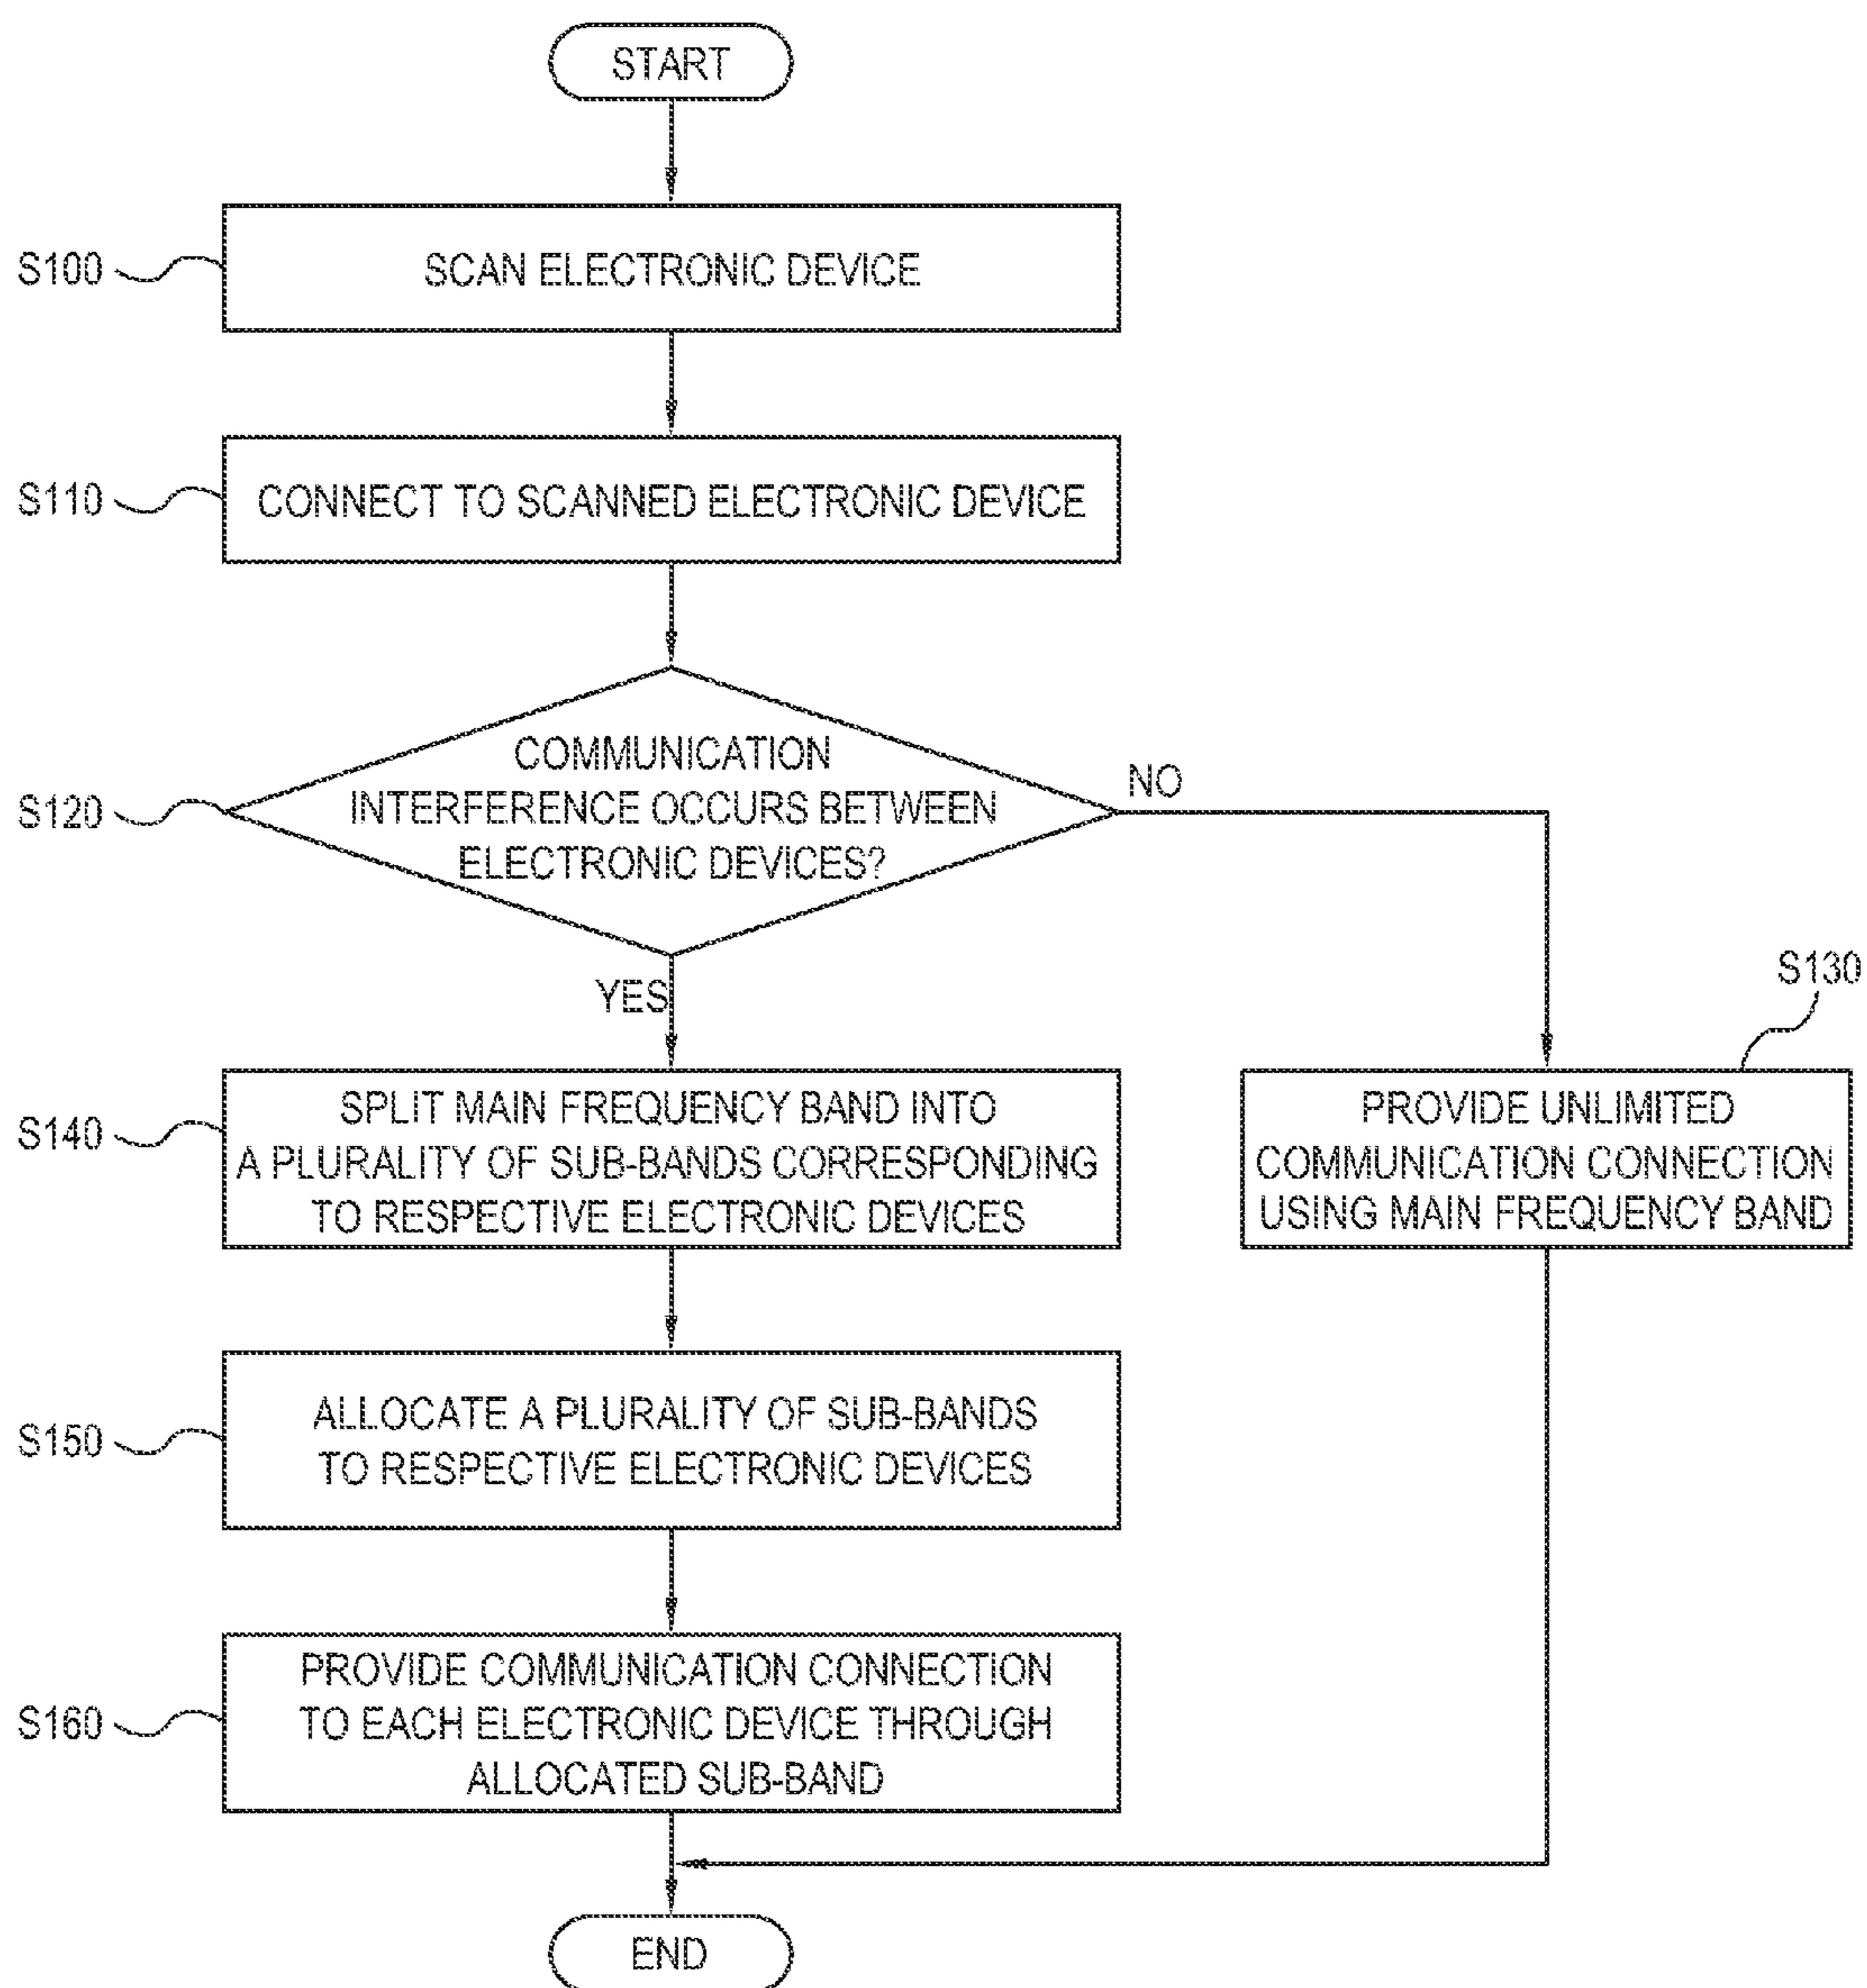 START
S100
SCAN ELECTRONIC DEVICE
S110
CONNECT TO SCANNED ELECTRONIC DEVICE
S120
COMMUNICATION
INTERFERENCE OCCURS BETWEEN
ELECTRONIC DEVICES?
NO
YES
S130
PROVIDE UNLIMITED
COMMUNICATION CONNECTION
USING MAIN FREQUENCY BAND
S140
SPLIT MAIN FREQUENCY BAND INTO
A PLURALITY OF SUB-BANDS CORRESPONDING
TO RESPECTIVE ELECTRONIC DEVICES
S150
ALLOCATE A PLURALITY OF SUB-BANDS
TO RESPECTIVE ELECTRONIC DEVICES
S160
PROVIDE COMMUNICATION CONNECTION
TO EACH ELECTRONIC DEVICE THROUGH
ALLOCATED SUB-BAND
END